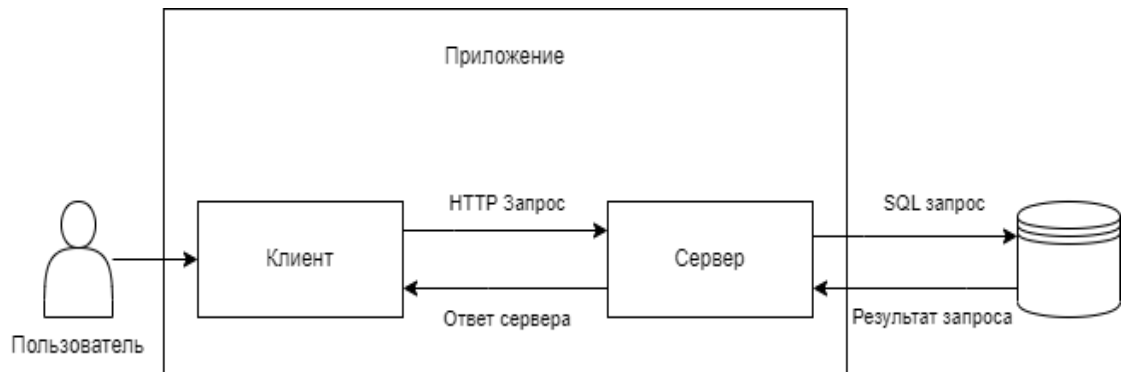 Приложение
HTTP Запрос
SQL запрос
Клиент
Сервер
Ответ сервера
Результат запроса
Пользователь